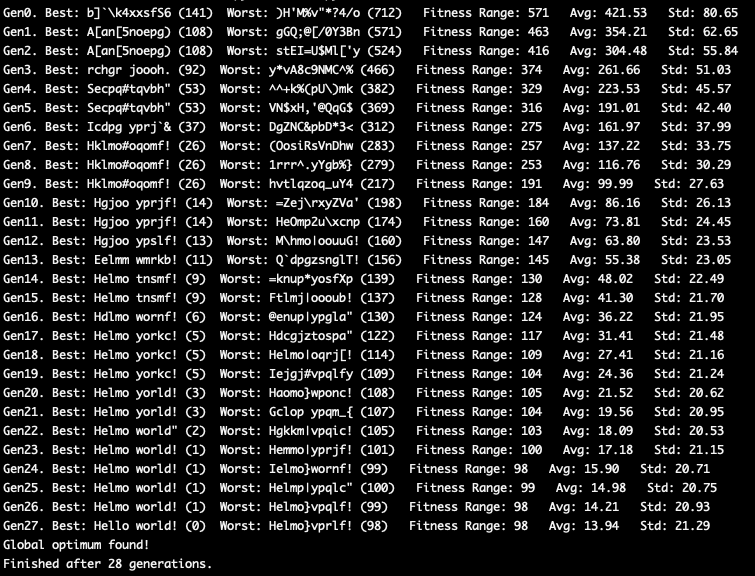 Gen0. Best: b]`\k4xxsfS6 (141)  Worst: )H'M%v"*?4/o (712)   Fitness Range: 571   Avg: 421.53   Std: 80.65
Gen1. Best: A[an[5noepg) (108)  Worst: gGQ;@[/0Y3Bn (571)   Fitness Range: 463   Avg: 354.21   Std: 62.65
Gen2. Best: A[an[5noepg) (108)  Worst: stEI=U$Ml['y (524)   Fitness Range: 416   Avg: 304.48   Std: 55.84
Gen3. Best: rchgr joooh. (92)  Worst: y*vA8c9NMC^% (466)   Fitness Range: 374   Avg: 261.66   Std: 51.03
Gen4. Best: Secpq#tqvbh" (53)  Worst: ^^+k%(pU\)mk (382)   Fitness Range: 329   Avg: 223.53   Std: 45.57
Gen5. Best: Secpq#tqvbh" (53)  Worst: VN$xH,'@QqG$ (369)   Fitness Range: 316   Avg: 191.01   Std: 42.40
Gen6. Best: Icdpg yprj`& (37)  Worst: DgZNC&pbD*3< (312)   Fitness Range: 275   Avg: 161.97   Std: 37.99
Gen7. Best: Hklmo#oqomf! (26)  Worst: (OosiRsVnDhw (283)   Fitness Range: 257   Avg: 137.22   Std: 33.75
Gen8. Best: Hklmo#oqomf! (26)  Worst: 1rrr^.yYgb%} (279)   Fitness Range: 253   Avg: 116.76   Std: 30.29
Gen9. Best: Hklmo#oqomf! (26)  Worst: hvtlqzoq_uY4 (217)   Fitness Range: 191   Avg: 99.99   Std: 27.63
Gen10. Best: Hgjoo yprjf! (14)  Worst: =Zej\rxyZVa' (198)   Fitness Range: 184   Avg: 86.16   Std: 26.13
Gen11. Best: Hgjoo yprjf! (14)  Worst: HeOmp2u\xcnp (174)   Fitness Range: 160   Avg: 73.81   Std: 24.45
Gen12. Best: Hgjoo ypslf! (13)  Worst: M\hmo|oouuG! (160)   Fitness Range: 147   Avg: 63.80   Std: 23.53
Gen13. Best: Eelmm wmrkb! (11)  Worst: Q`dpgzsnglT! (156)   Fitness Range: 145   Avg: 55.38   Std: 23.05
Gen14. Best: Helmo tnsmf! (9)  Worst: =knup*yosfXp (139)   Fitness Range: 130   Avg: 48.02   Std: 22.49
Gen15. Best: Helmo tnsmf! (9)  Worst: Ftlmj|oooub! (137)   Fitness Range: 128   Avg: 41.30   Std: 21.70
Gen16. Best: Hdlmo wornf! (6)  Worst: @enup|ypgla" (130)   Fitness Range: 124   Avg: 36.22   Std: 21.95
Gen17. Best: Helmo yorkc! (5)  Worst: Hdcgjztospa" (122)   Fitness Range: 117   Avg: 31.41   Std: 21.48
Gen18. Best: Helmo yorkc! (5)  Worst: Helmo|oqrj[! (114)   Fitness Range: 109   Avg: 27.41   Std: 21.16
Gen19. Best: Helmo yorkc! (5)  Worst: Iejgj#vpqlfy (109)   Fitness Range: 104   Avg: 24.36   Std: 21.24
Gen20. Best: Helmo yorld! (3)  Worst: Haomo}wponc! (108)   Fitness Range: 105   Avg: 21.52   Std: 20.62
Gen21. Best: Helmo yorld! (3)  Worst: Gclop ypqm_{ (107)   Fitness Range: 104   Avg: 19.56   Std: 20.95
Gen22. Best: Helmo world" (2)  Worst: Hgkkm|vpqic! (105)   Fitness Range: 103   Avg: 18.09   Std: 20.53
Gen23. Best: Helmo world! (1)  Worst: Hemmo|yprjf! (101)   Fitness Range: 100   Avg: 17.18   Std: 21.15
Gen24. Best: Helmo world! (1)  Worst: Ielmo}wornf! (99)   Fitness Range: 98   Avg: 15.90   Std: 20.71
Gen25. Best: Helmo world! (1)  Worst: Helmp|ypqlc" (100)   Fitness Range: 99   Avg: 14.98   Std: 20.75
Gen26. Best: Helmo world! (1)  Worst: Helmo}vpqlf! (99)   Fitness Range: 98   Avg: 14.21   Std: 20.93
Gen27. Best: Hello world! (0)  Worst: Helmo}vprlf! (98)   Fitness Range: 98   Avg: 13.94   Std: 21.29
Global optimum found!
Finished after 28 generations.